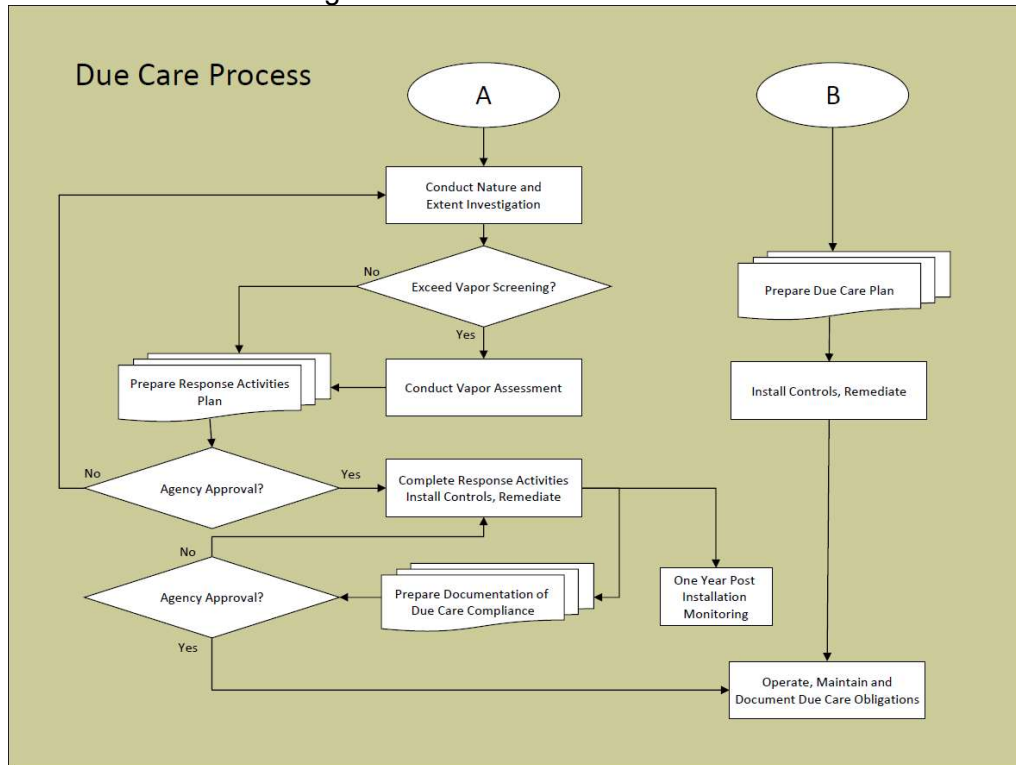 Due Care Process
A
B
Conduct Nature and
Extent Investigation
No
Exceed Vapor Screening?
Prepare Due Care Plan
Yes
Prepare Response Activities
Plan
Conduct Vapor Assessment
Install Controls, Remediate
No
Agency Approval?
Yes
Complete Response Activities
Install Controls, Remediate
No
Agency Approval?
Prepare Documentation of
Due Care Compliance
One Year Post
Installation
Monitoring
Yes
Operate, Maintain and
Document Due Care Obligations